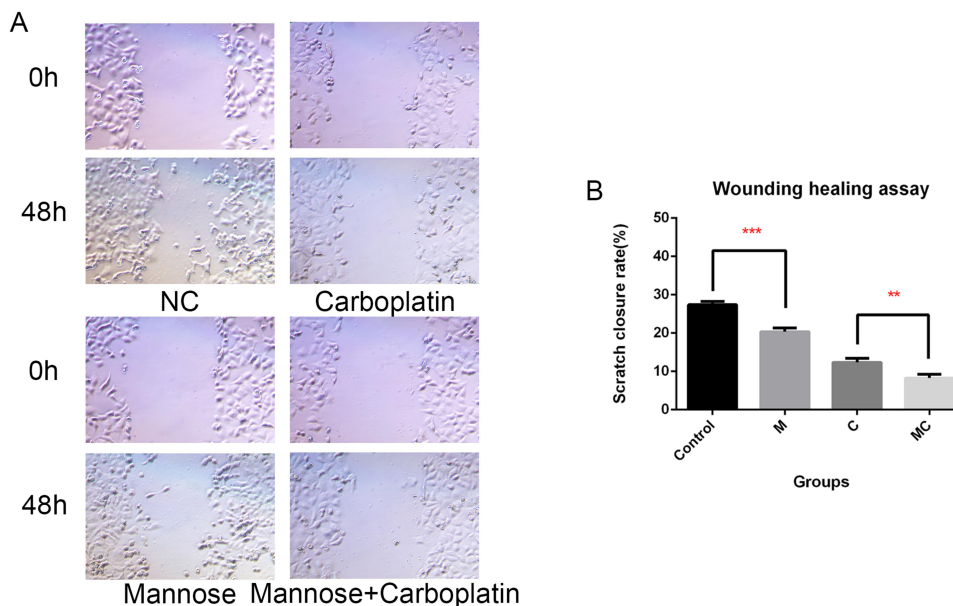 A
0h
48h
NC
Carboplatin
0h
48h
Mannose
Mannose+Carboplatin
B
Wounding healing assay
Scratch closure rate(%)
50
40
30
20
10
0
***
**
Control
M
C
MC
Groups